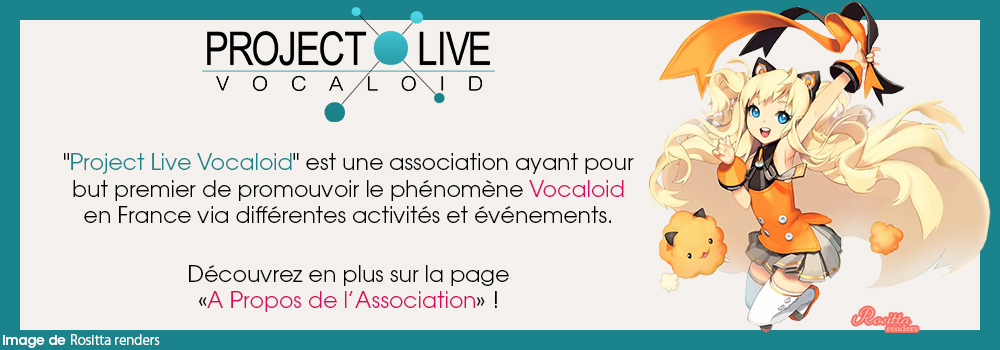 PROJECT LIVE
VOCALOID
"Project Live Vocaloid" est une association ayant pour
but premier de promouvoir le phénomène Vocaloid
en France via différentes activités et événements.
Découvrez en plus sur la page
«A Propos de l'Association» !
Rositta
renders
Image de Rositta renders